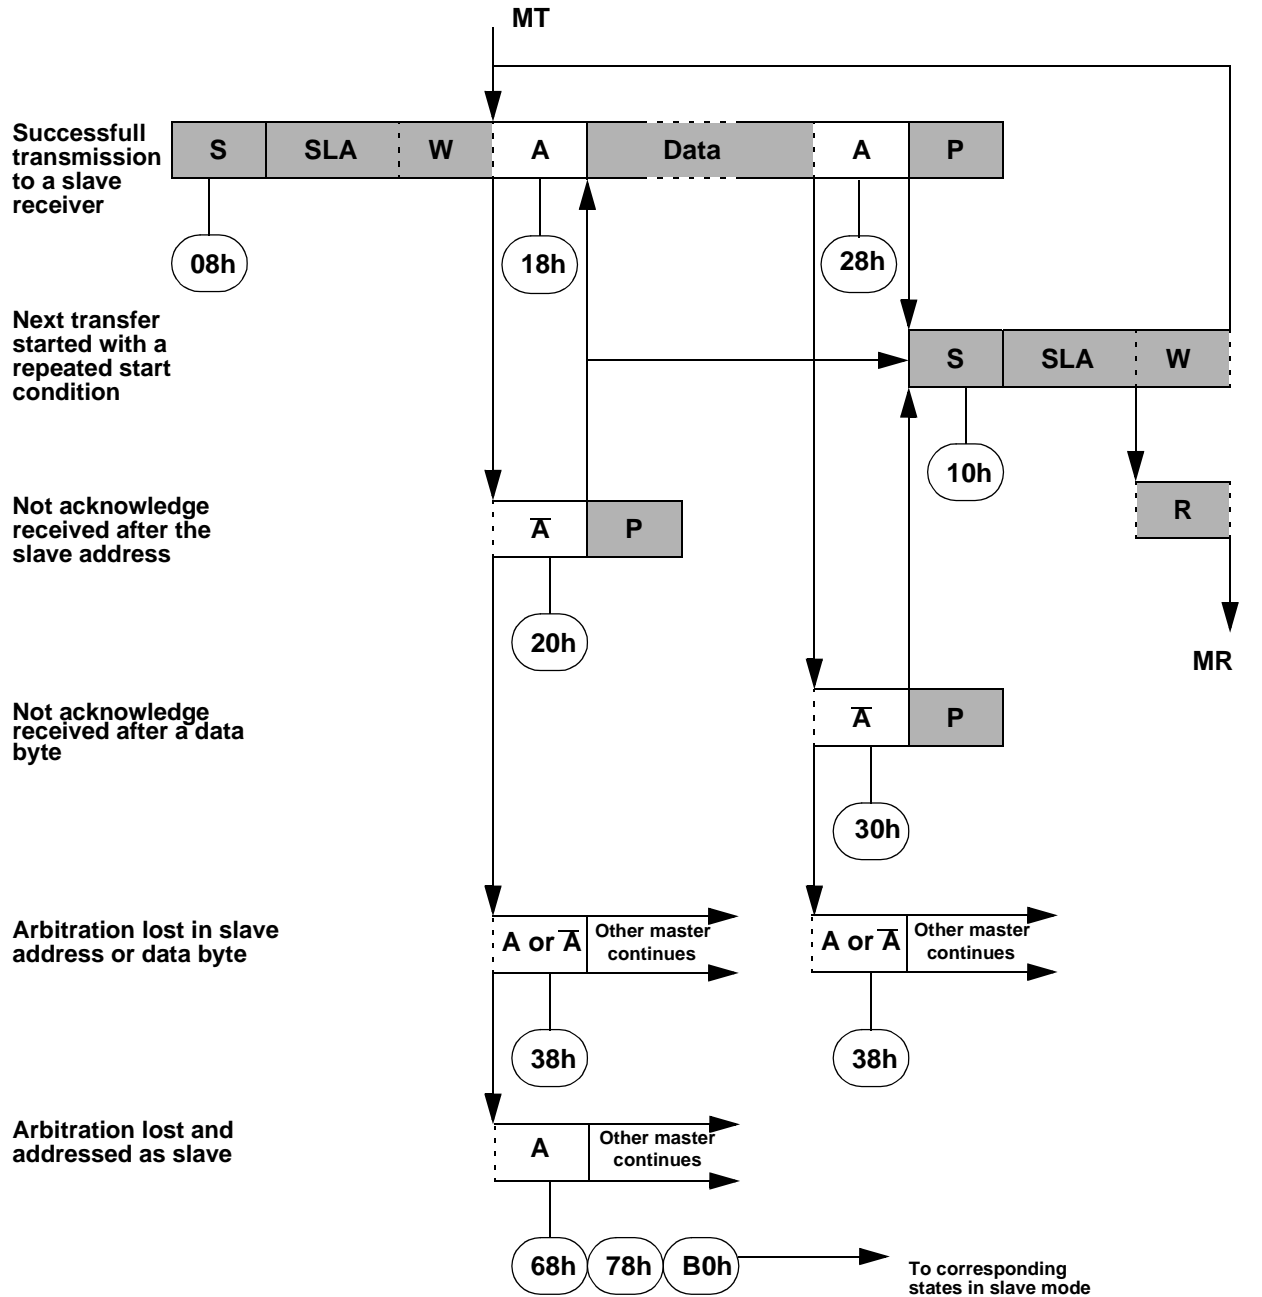 MT
Successfull
transmission
to a slave
receiver
S SLA W A Data A P
08h 18h 28h
Next transfer
started with a
repeated start
condition
S SLA W
10h
Not acknowledge
received after the
slave address
A̅ P
R
20h
MR
Not acknowledge
received after a data
byte
A̅ P
30h
Arbitration lost in slave
address or data byte
A or A̅ Other master
continues
A or A̅ Other master
continues
38h 38h
Arbitration lost and
addressed as slave
A Other master
continues
68h 78h B0h
To corresponding
states in slave mode